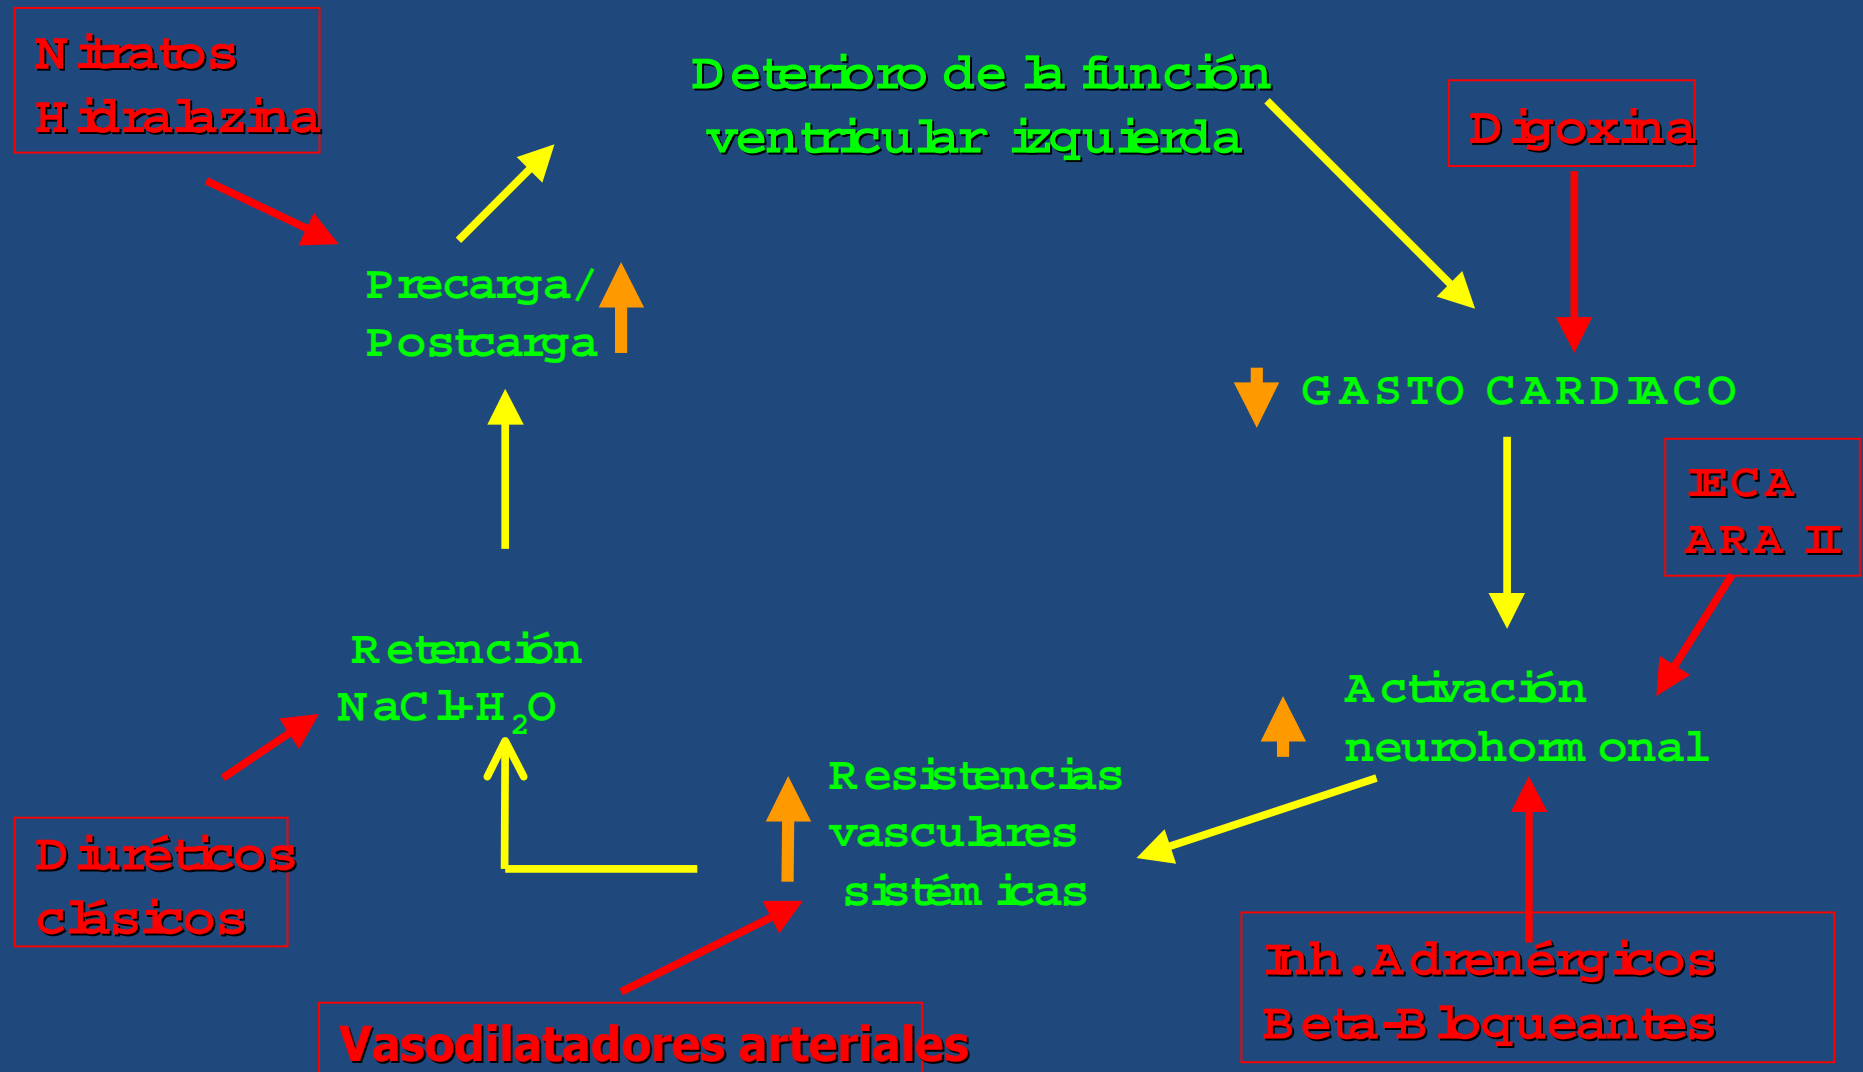 Nitratos
Hidralazina
Deterioro de la función
ventricular izquierda
Digoxina
Precarga/
Postcarga
GASTO CARDIACO
IECA
ARA II
Retención
NaCl+H₂O
Activación
neurohormonal
Resistencias
vasculares
sistémicas
Diuréticos
clásicos
Inh.Adrenérgicos
Beta-Bloqueantes
Vasodilatadores arteriales